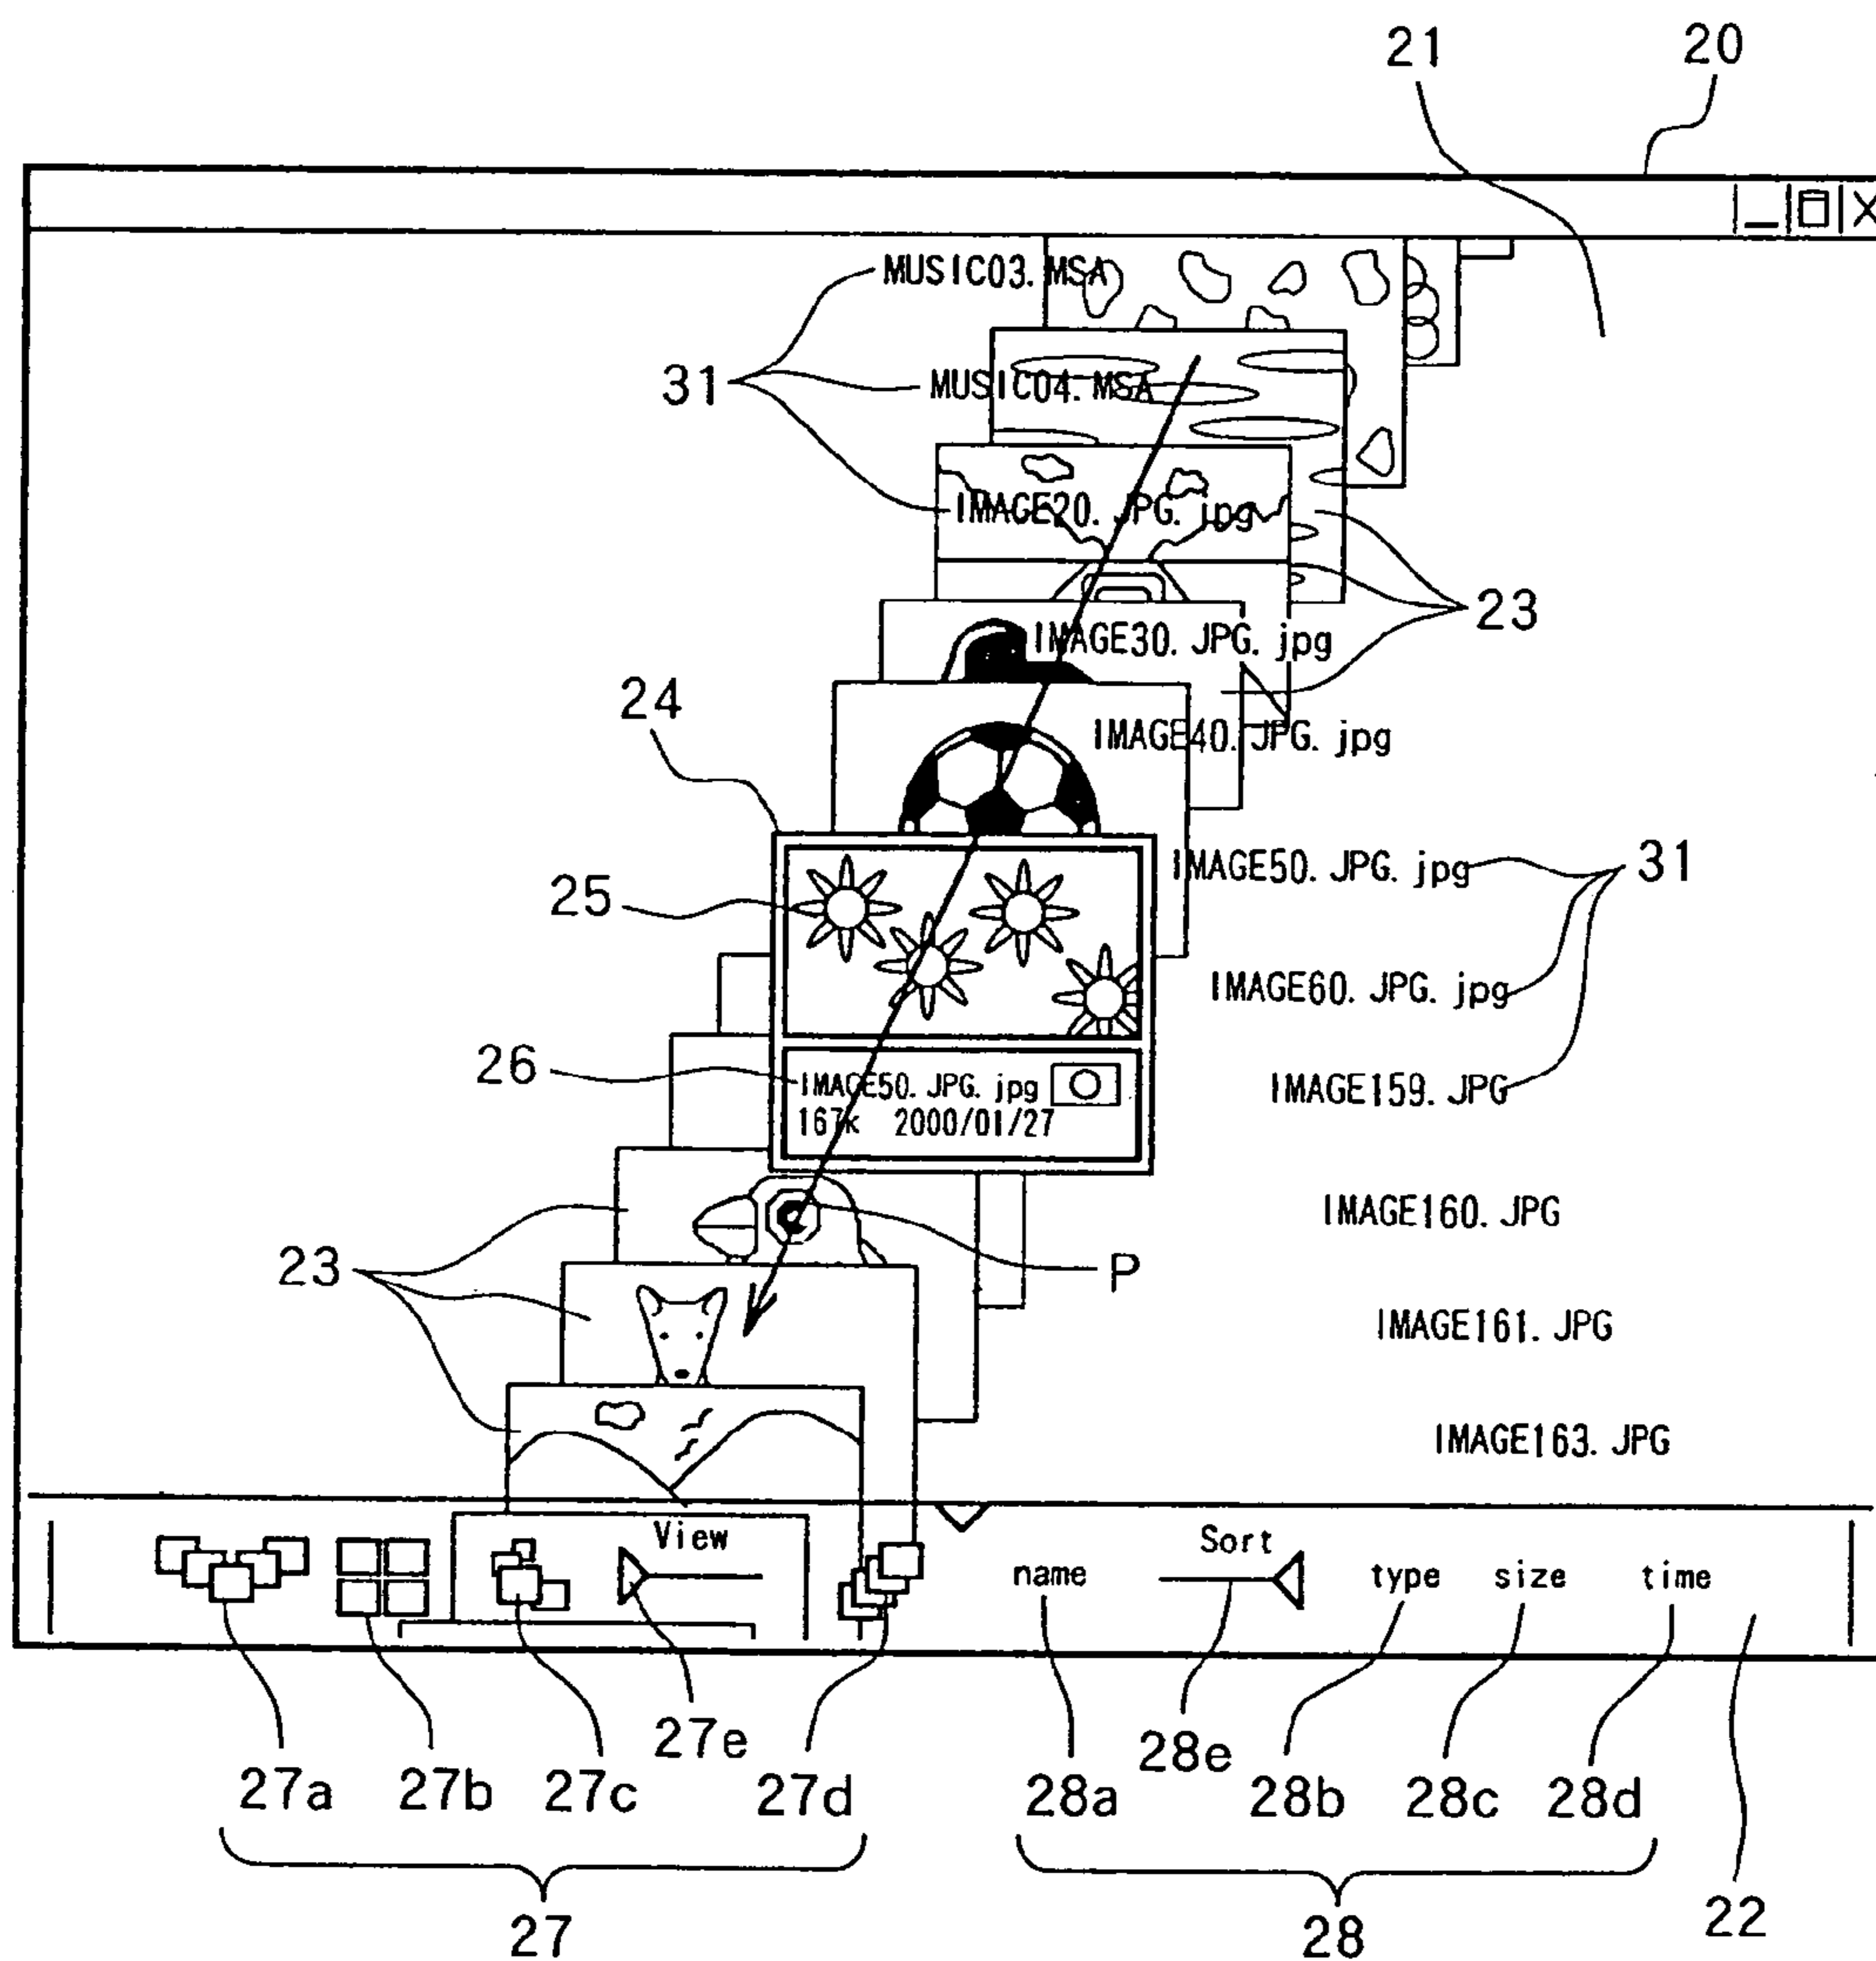 21 20
MUSIC03. MSA
31 MUSIC04. MSA
IMAGE20. JPG. jpg
23
IMAGE30. JPG. jpg
24
IMAGE40. JPG. jpg
IMAGE50. JPG. jpg 31
25
IMAGE60. JPG. jpg
26 IMAGE50. JPG. jpg
167k 2000/01/27
IMAGE159. JPG
IMAGE160. JPG
23 P
IMAGE161. JPG
IMAGE163. JPG
View Sort
name type size time
27e 28e
27a 27b 27c 27d 28a 28b 28c 28d
27 28 22